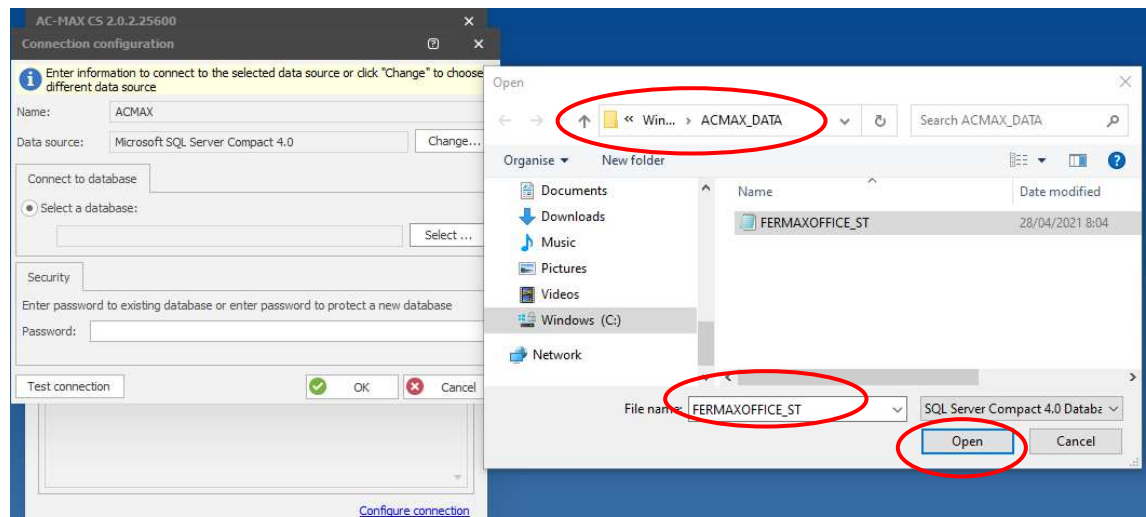 AC-MAX CS 2.0.2.25600
Connection configuration
Enter information to connect to the selected data source or click "Change" to choose
different data source
Name:
ACMAX
Data source:
Microsoft SQL Server Compact 4.0
Change...
Connect to database
Select a database:
Select ...
Security
Enter password to existing database or enter password to protect a new database
Password:
Test connection
OK
Cancel
Configure connection
Open
« Win... › ACMAX_DATA
Search ACMAX_DATA
Organise
New folder
Documents
Downloads
Music
Pictures
Videos
Windows (C:)
Network
Name
Date modified
FERMAXOFFICE_ST
28/04/2021 8:04
File name:
FERMAXOFFICE_ST
SQL Server Compact 4.0 Databa
Open
Cancel